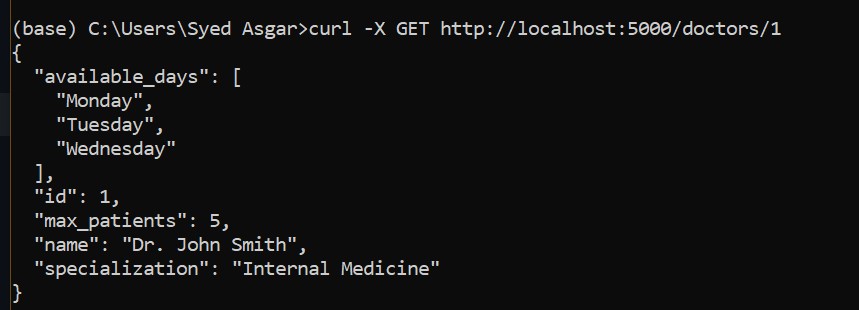 (base) C:\Users\Syed Asgar>curl -X GET http://localhost:5000/doctors/1
{
  "available_days": [
    "Monday",
    "Tuesday",
    "Wednesday"
  ],
  "id": 1,
  "max_patients": 5,
  "name": "Dr. John Smith",
  "specialization": "Internal Medicine"
}